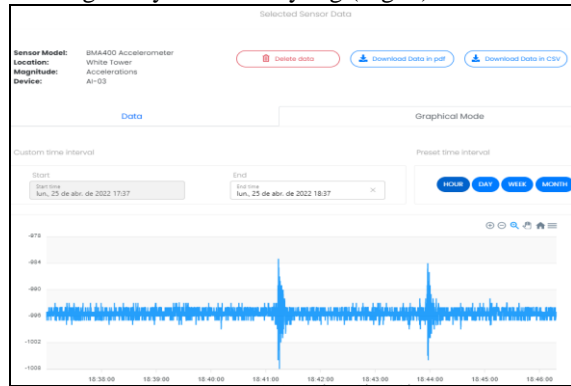 Selected Sensor Data
Sensor Model: BMA400 Accelerometer
Location: White Tower
Magnitude: Accelerations
Device: AI-03
Delete data
Download Data in pdf
Download Data in CSV
Data
Graphical Mode
Custom time interval
Preset time interval
Start
End
Start time
lun., 25 de abr. de 2022 17:37
End time
lun., 25 de abr. de 2022 18:37
HOUR
DAY
WEEK
MONTH
-978
-984
-990
-996
-1002
-1008
18:38:00
18:39:00
18:40:00
18:41:00
18:42:00
18:43:00
18:44:00
18:45:00
18:46:00